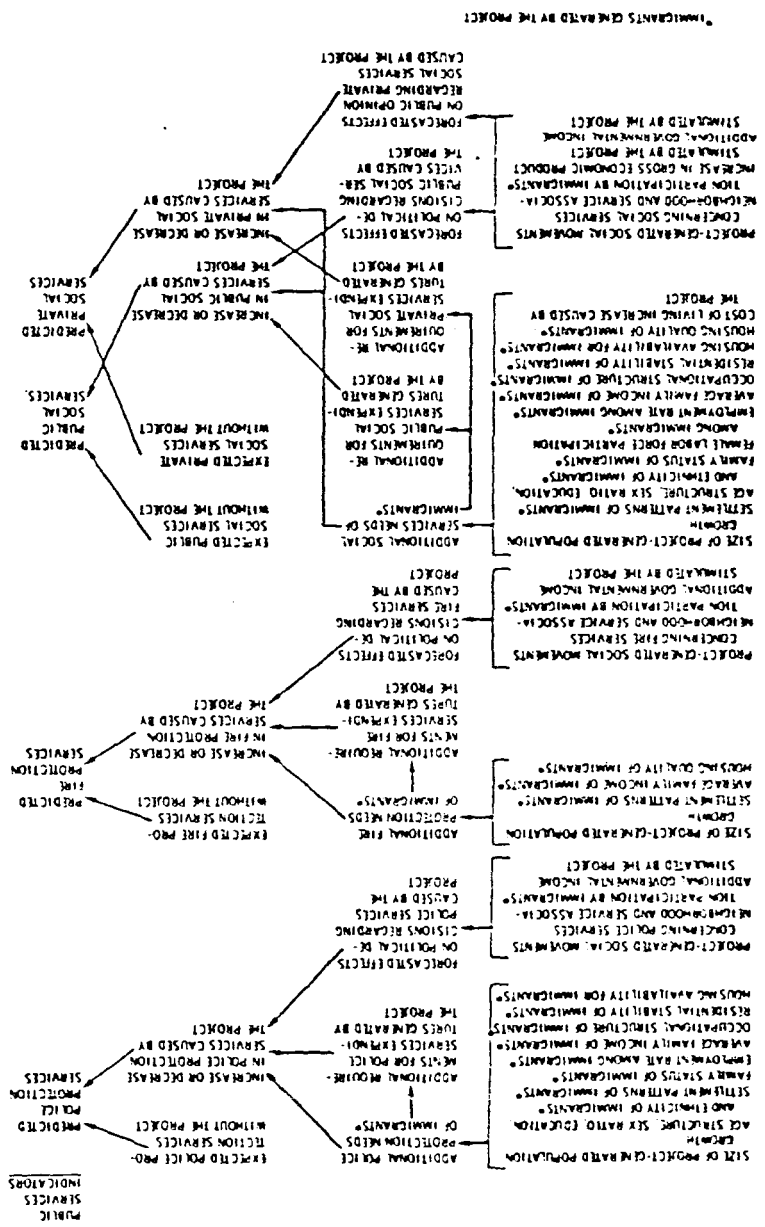 PUBLIC
SERVICES
INDICATORS
SIZE OF PROJECT-GENERATED POPULATION
GROWTH
AGE STRUCTURE, SEX RATIO, EDUCATION,
AND ETHNICITY OF IMMIGRANTS*
SETTLEMENT PATTERNS OF IMMIGRANTS*
FAMILY STATUS OF IMMIGRANTS*
EMPLOYMENT RATE AMONG IMMIGRANTS*
AVERAGE FAMILY INCOME OF IMMIGRANTS*
OCCUPATIONAL STRUCTURE OF IMMIGRANTS*
RESIDENTIAL STABILITY OF IMMIGRANTS*
HOUSING AVAILABILITY FOR IMMIGRANTS*
ADDITIONAL POLICE
PROTECTION NEEDS
OF IMMIGRANTS*
EXPECTED POLICE PRO-
TECTION SERVICES
WITHOUT THE PROJECT
PREDICTED
POLICE
PROTECTION
SERVICES
ADDITIONAL REQUIRE-
MENTS FOR POLICE
SERVICES EXPENDI-
TURES GENERATED BY
THE PROJECT
INCREASE OR DECREASE
IN POLICE PROTECTION
SERVICES CAUSED BY
THE PROJECT
PROJECT-GENERATED SOCIAL MOVEMENTS
CONCERNING POLICE SERVICES
NEIGHBORHOOD AND SERVICE ASSOCIA-
TION PARTICIPATION BY IMMIGRANTS*
ADDITIONAL GOVERNMENTAL INCOME
STIMULATED BY THE PROJECT
FORECASTED EFFECTS
ON POLITICAL DE-
CISIONS REGARDING
POLICE SERVICES
CAUSED BY THE
PROJECT
SIZE OF PROJECT-GENERATED POPULATION
GROWTH
SETTLEMENT PATTERNS OF IMMIGRANTS*
AVERAGE FAMILY INCOME OF IMMIGRANTS*
HOUSING QUALITY OF IMMIGRANTS*
ADDITIONAL FIRE
PROTECTION NEEDS
OF IMMIGRANTS*
EXPECTED FIRE PRO-
TECTION SERVICES
WITHOUT THE PROJECT
PREDICTED
FIRE
PROTECTION
SERVICES
ADDITIONAL REQUIRE-
MENTS FOR FIRE
SERVICES EXPENDI-
TURES GENERATED BY
THE PROJECT
INCREASE OR DECREASE
IN FIRE PROTECTION
SERVICES CAUSED BY
THE PROJECT
PROJECT-GENERATED SOCIAL MOVEMENTS
CONCERNING FIRE SERVICES
NEIGHBORHOOD AND SERVICE ASSOCIA-
TION PARTICIPATION BY IMMIGRANTS*
ADDITIONAL GOVERNMENTAL INCOME
STIMULATED BY THE PROJECT
FORECASTED EFFECTS
ON POLITICAL DE-
CISIONS REGARDING
FIRE SERVICES
CAUSED BY THE
PROJECT
SIZE OF PROJECT-GENERATED POPULATION
GROWTH
SETTLEMENT PATTERNS OF IMMIGRANTS*
AGE STRUCTURE, SEX RATIO, EDUCATION,
AND ETHNICITY OF IMMIGRANTS*
FAMILY STATUS OF IMMIGRANTS*
FEMALE LABOR FORCE PARTICIPATION
AMONG IMMIGRANTS*
EMPLOYMENT RATE AMONG IMMIGRANTS*
AVERAGE FAMILY INCOME OF IMMIGRANTS*
OCCUPATIONAL STRUCTURE OF IMMIGRANTS*
RESIDENTIAL STABILITY OF IMMIGRANTS*
HOUSING AVAILABILITY FOR IMMIGRANTS*
HOUSING QUALITY OF IMMIGRANTS*
COST OF LIVING INCREASE CAUSED BY
THE PROJECT
ADDITIONAL SOCIAL
SERVICES NEEDS OF
IMMIGRANTS*
EXPECTED PUBLIC
SOCIAL SERVICES
WITHOUT THE PROJECT
EXPECTED PRIVATE
SOCIAL SERVICES
WITHOUT THE PROJECT
PREDICTED
PUBLIC
SOCIAL
SERVICES.
ADDITIONAL RE-
QUIREMENTS FOR
PUBLIC SOCIAL
SERVICES EXPENDI-
TURES GENERATED
BY THE PROJECT
ADDITIONAL RE-
QUIREMENTS FOR
PRIVATE SOCIAL
SERVICES EXPENDI-
TURES GENERATED
BY THE PROJECT
INCREASE OR DECREASE
IN PUBLIC SOCIAL
SERVICES CAUSED BY
THE PROJECT
PREDICTED
PRIVATE
SOCIAL
SERVICES
INCREASE OR DECREASE
IN PRIVATE SOCIAL
SERVICES CAUSED BY
THE PROJECT
PROJECT-GENERATED SOCIAL MOVEMENTS
CONCERNING SOCIAL SERVICES
NEIGHBORHOOD AND SERVICE ASSOCIA-
TION PARTICIPATION BY IMMIGRANTS*
INCREASE IN GROSS ECONOMIC PRODUCT
STIMULATED BY THE PROJECT
ADDITIONAL GOVERNMENTAL INCOME
STIMULATED BY THE PROJECT
FORECASTED EFFECTS
ON POLITICAL DE-
CISIONS REGARDING
PUBLIC SOCIAL SER-
VICES CAUSED BY
THE PROJECT
FORECASTED EFFECTS
ON PUBLIC OPINION
REGARDING PRIVATE
SOCIAL SERVICES
CAUSED BY THE PROJECT
*IMMIGRANTS GENERATED BY THE PROJECT